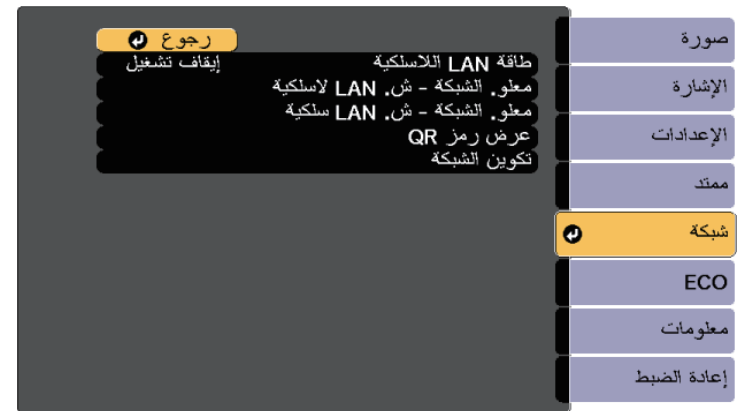 صورة
الإشارة
الإعدادات
ممتد
شبكة
ECO
معلومات
إعادة الضبط
رجوع
طاقة LAN اللاسلكية إيقاف تشغيل
معلو. الشبكة - ش. LAN لاسلكية
معلو. الشبكة - ش. LAN سلكية
عرض رمز QR
تكوين الشبكة